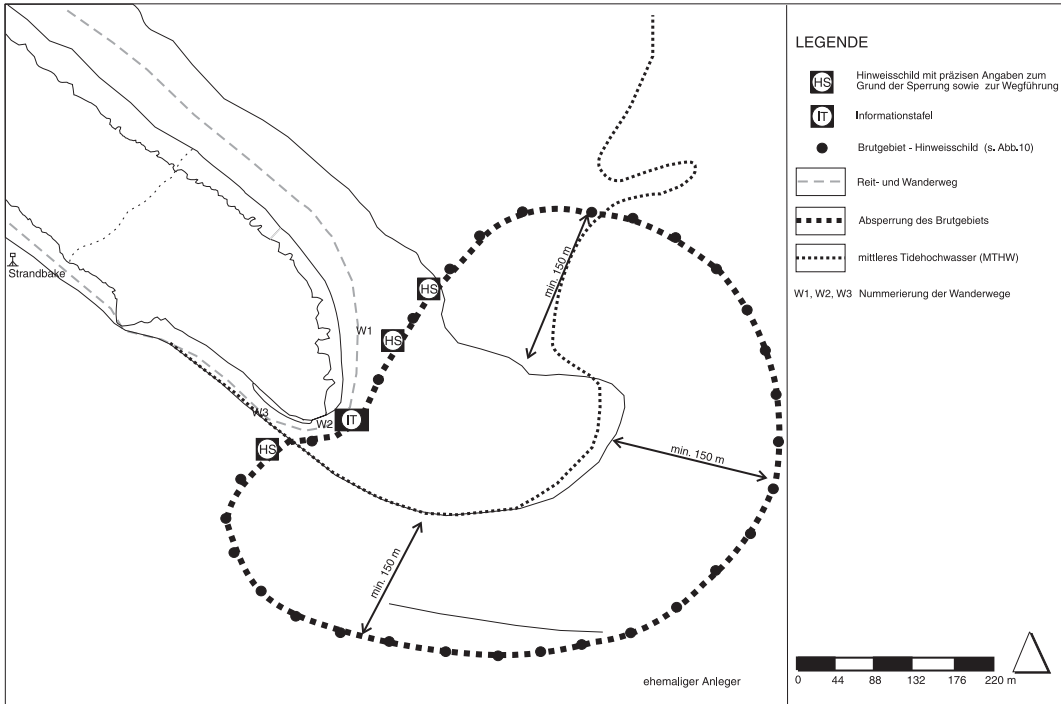 LEGENDE
HS
Hinweisschild mit präzisen Angaben zum
Grund der Sperrung sowie zur Wegführung
IT
Informationstafel
Brutgebiet - Hinweisschild (s. Abb.10)
Reit- und Wanderweg
Absperrung des Brutgebiets
mittleres Tidehochwasser (MTHW)
W1, W2, W3 Nummerierung der Wanderwege
0 44 88 132 176 220 m
Strandbake
min. 150 m
HS
W1
HS
W3
W2
IT
HS
min. 150 m
min. 150 m
ehemaliger Anleger